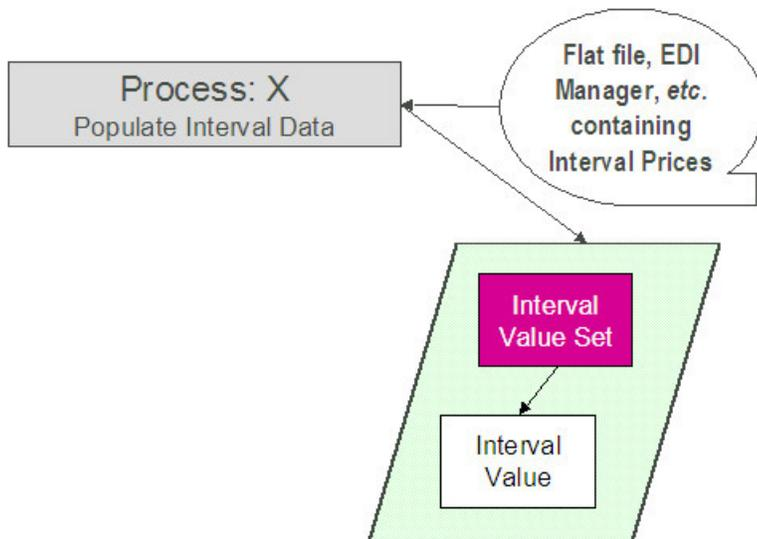 Process: X
Populate Interval Data
Flat file, EDI
Manager, etc.
containing
Interval Prices
Interval
Value Set
Interval
Value